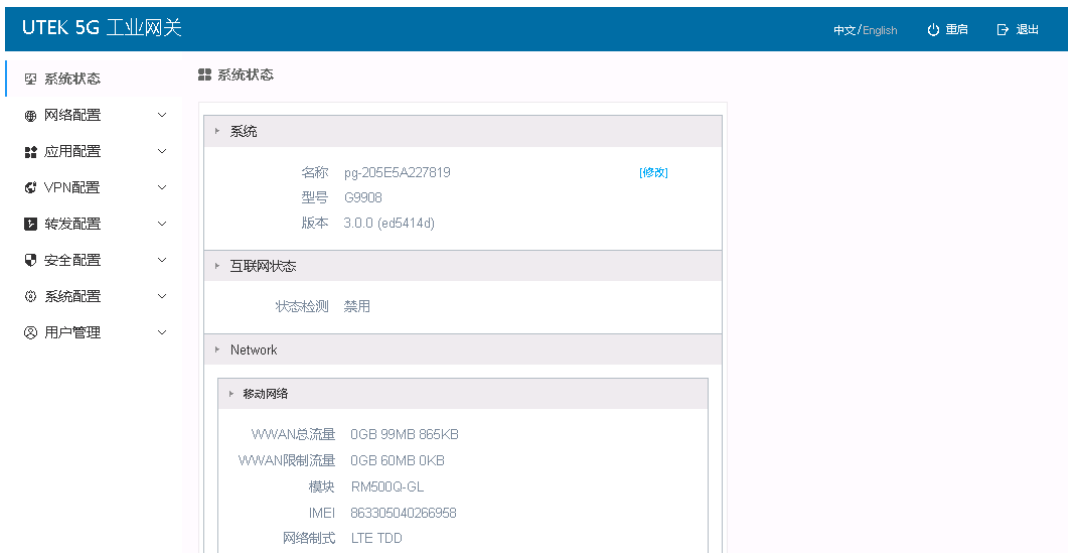 UTEK 5G 工业网关
中文/English 重启 退出
系统状态
网络配置
应用配置
VPN配置
转发配置
安全配置
系统配置
用户管理
系统状态
系统
名称 pg-205E5A227819 [修改]
型号 G9908
版本 3.0.0 (ed5414d)
互联网状态
状态检测 禁用
Network
移动网络
WWAN总流量 0GB 99MB 865KB
WWAN限制流量 0GB 60MB 0KB
模块 RM500Q-GL
IMEI 863305040266958
网络制式 LTE TDD